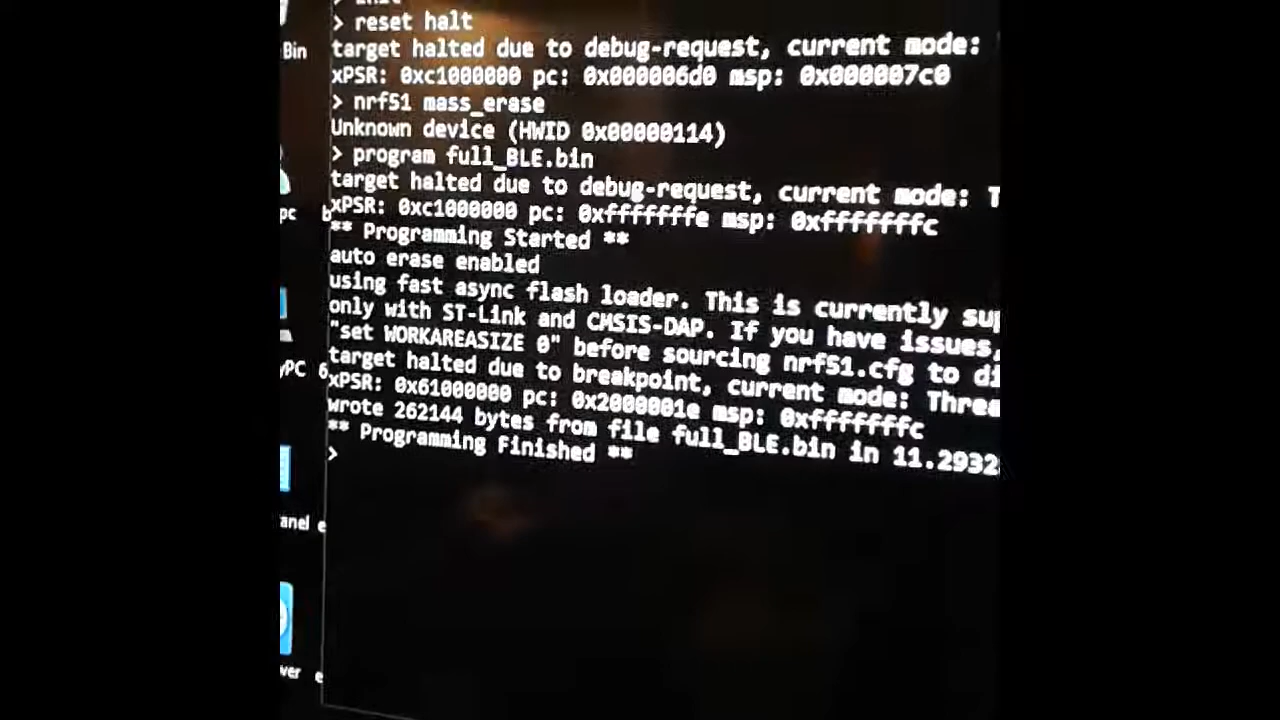 > reset halt
target halted due to debug-request, current mode:
xPSR: 0xc1000000 pc: 0x000006d0 msp: 0x000007c0
> nrf51 mass_erase
Unknown device (HWID 0x00000114)
> program full_BLE.bin
target halted due to debug-request, current mode: T
xPSR: 0xc1000000 pc: 0xfffffffe msp: 0xfffffffc
** Programming Started **
auto erase enabled
using fast async flash loader. This is currently sup
only with ST-Link and CMSIS-DAP. If you have issues,
"set WORKAREASIZE 0" before sourcing nrf51.cfg to di
target halted due to breakpoint, current mode: Threa
xPSR: 0x61000000 pc: 0x2000001e msp: 0xfffffffc
wrote 262144 bytes from file full_BLE.bin in 11.2932
** Programming Finished **
>
Bin
pc b
yPC 6
anel e
ver e